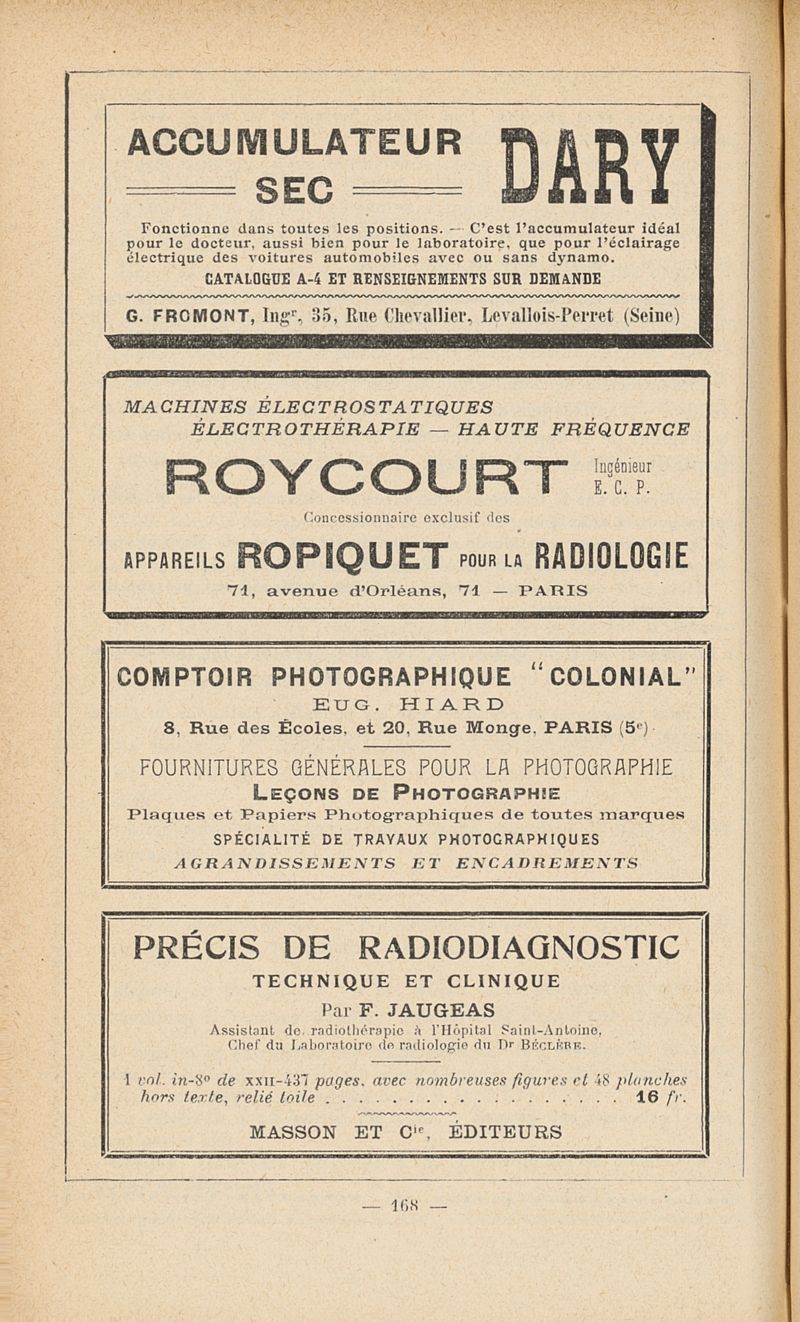 ACCUMULATEUR
SEC
DARY
Fonctionne dans toutes les positions. — C'est l'accumulateur idéal
pour le docteur, aussi bien pour le laboratoire, que pour l'éclairage
électrique des voitures automobiles avec ou sans dynamo.
CATALOGUE A-4 ET RENSEIGNEMENTS SUR DEMANDE
G. FROMONT, Ingʳ, 35, Rue Chevallier, Levallois-Perret (Seine)
MACHINES ÉLECTROSTATIQUES
ÉLECTROTHÉRAPIE — HAUTE FRÉQUENCE
ROYCOURT Ingénieur
E. C. P.
Concessionnaire exclusif des
APPAREILS ROPIQUET POUR LA RADIOLOGIE
71, avenue d'Orléans, 71 — PARIS
COMPTOIR PHOTOGRAPHIQUE "COLONIAL"
EUG. HIARD
8, Rue des Écoles, et 20, Rue Monge, PARIS (5ᵉ)
FOURNITURES GÉNÉRALES POUR LA PHOTOGRAPHIE
LEÇONS DE PHOTOGRAPHIE
Plaques et Papiers Photographiques de toutes marques
SPÉCIALITÉ DE TRAVAUX PHOTOGRAPHIQUES
AGRANDISSEMENTS ET ENCADREMENTS
PRÉCIS DE RADIODIAGNOSTIC
TECHNIQUE ET CLINIQUE
Par F. JAUGEAS
Assistant de radiothérapie à l'Hôpital Saint-Antoine,
Chef du Laboratoire de radiologie du Dʳ BÉCLÈRE.
1 vol. in-8º de XXII-437 pages, avec nombreuses figures et 48 planches
hors texte, relié toile . . . . . . . . . . . . . . . . . . 16 fr.
MASSON ET Cⁱᵉ, ÉDITEURS
— 168 —